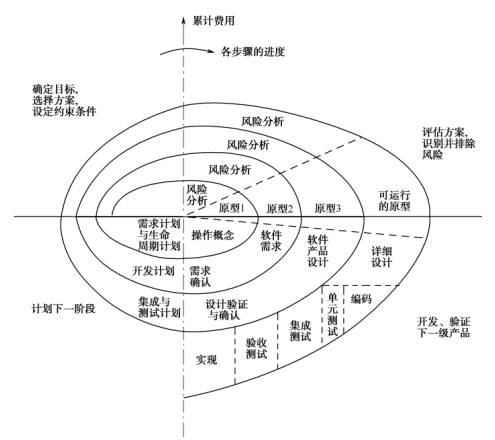 累计费用
各步骤的进度
确定目标，
选择方案，
设定约束条件
风险分析
评估方案，
识别并排除
风险
风险分析
风险分析
风险
分析
原型1
原型2
原型3
可运行
的原型
需求计划
与生命
周期计划
操作概念
软件
需求
软件
产品
设计
详细
设计
开发计划
需求
确认
计划下一阶段
集成与
测试计划
设计验证
与确认
单
元
测
试
编码
开发、验证
下一级产品
实现
验收
测试
集成
测试